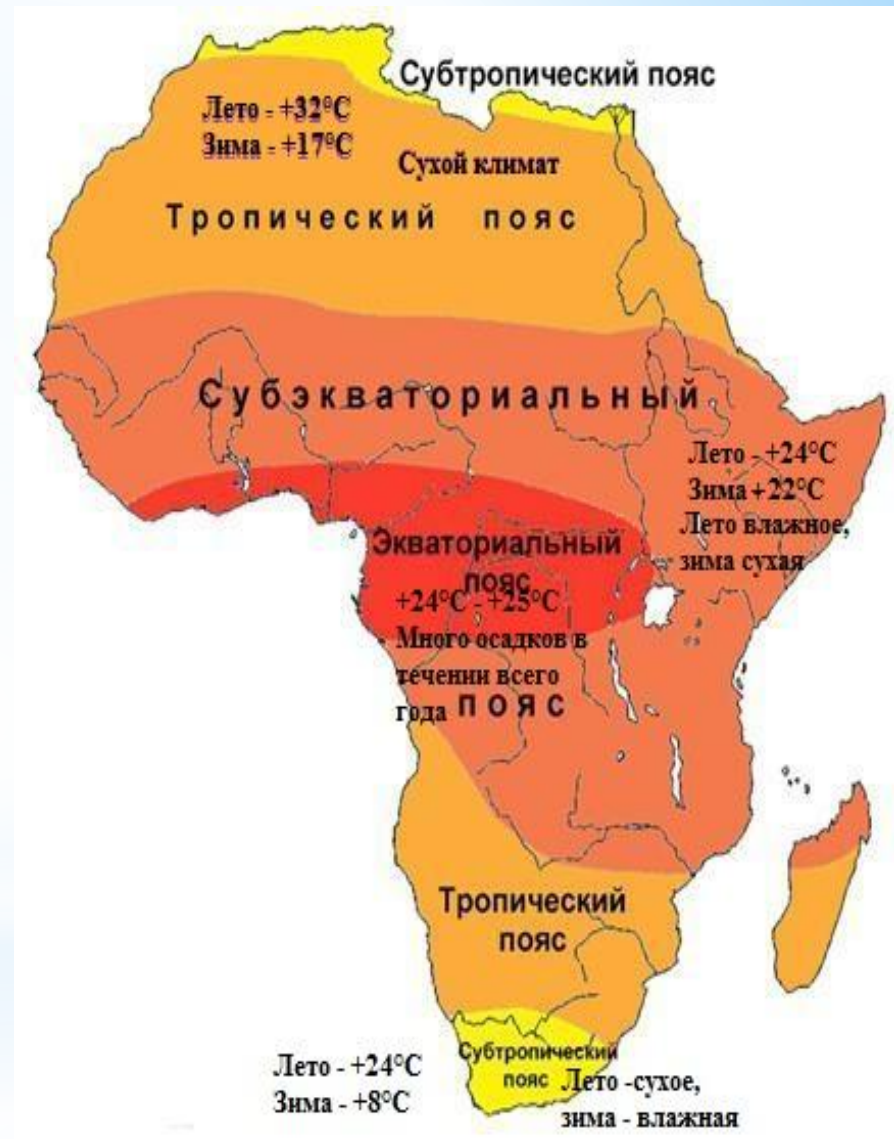 Субтропический пояс
Лето - +32°С
Зима - +17°С
Сухой климат
Тропический пояс
Субэкваториальный
Лето - +24°С
Зима +22°С
Лето влажное,
зима сухая
Экваториальный
пояс
+24°С - +25°С
Много осадков в
течении всего
года
пояс
Тропический
пояс
Субтропический
пояс
Лето - +24°С
Зима - +8°С
Лето -сухое,
зима - влажная